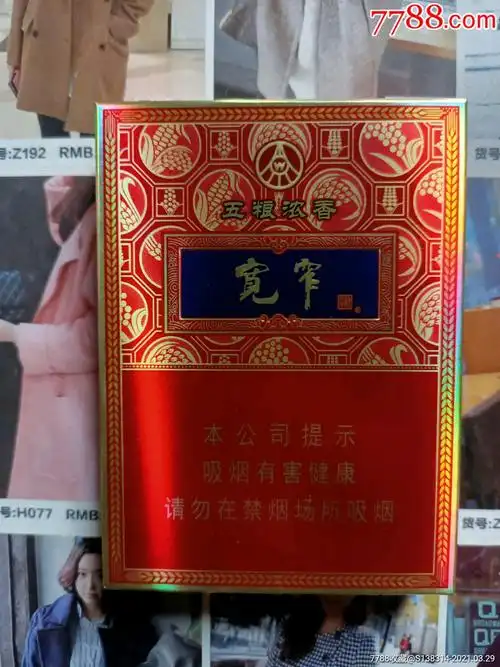 7788.com
号:Z192 RMB
五粮浓香
宽窄
本公司提示
吸烟有害健康
请勿在禁烟场所吸烟
号:H077 RMB
货号:Z
7788收藏@S138314-2021.03.29